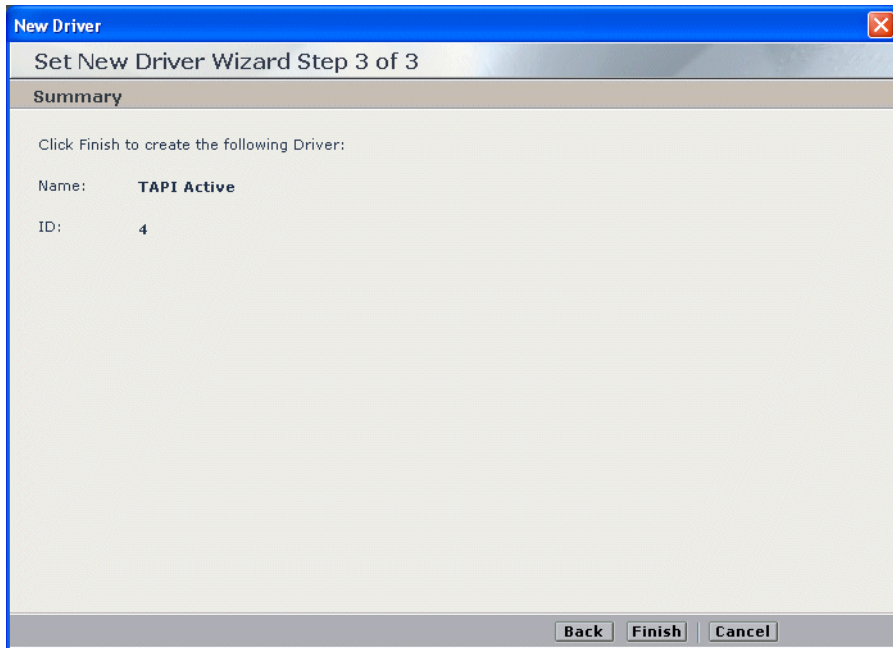 New Driver
Set New Driver Wizard Step 3 of 3
Summary
Click Finish to create the following Driver:
Name: TAPI Active
ID: 4
Back Finish Cancel